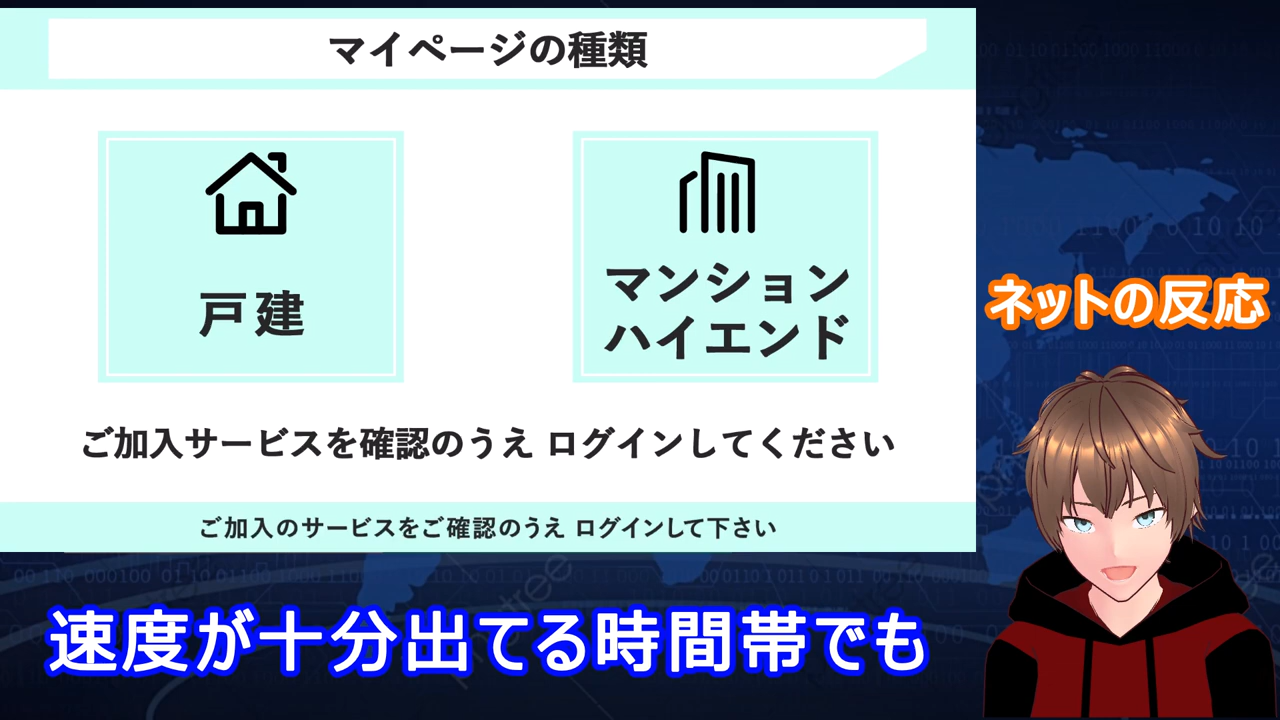 マイページの種類
戸建
マンション
ハイエンド
ご加入サービスを確認のうえ ログインしてください
ご加入のサービスをご確認のうえ ログインして下さい
ネットの反応
速度が十分出てる時間帯でも